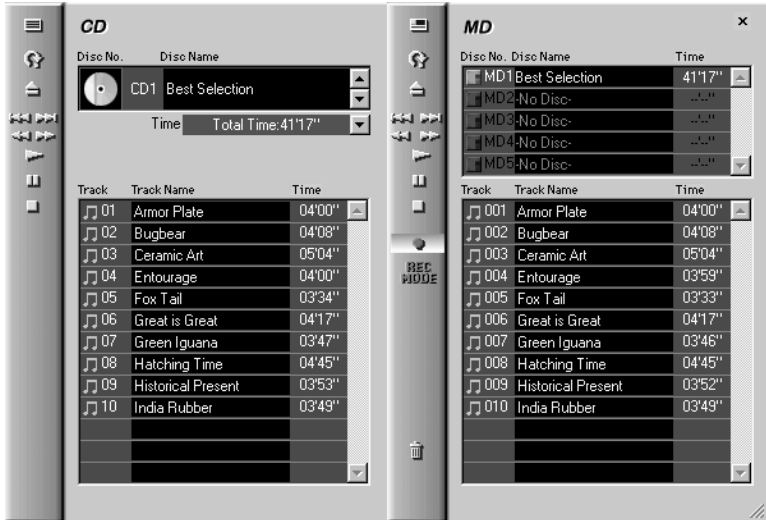 CD
Disc No. Disc Name
CD1 Best Selection
Time Total Time:41'17"
Track Track Name Time
01 Armor Plate 04'00"
02 Bugbear 04'08"
03 Ceramic Art 05'04"
04 Entourage 04'00"
05 Fox Tail 03'34"
06 Great is Great 04'17"
07 Green Iguana 03'47"
08 Hatching Time 04'45"
09 Historical Present 03'53"
10 India Rubber 03'49"
MD
Disc No. Disc Name Time
MD1 Best Selection 41'17"
MD2 -No Disc- --'--"
MD3 -No Disc- --'--"
MD4 -No Disc- --'--"
MD5 -No Disc- --'--"
Track Track Name Time
001 Armor Plate 04'00"
002 Bugbear 04'08"
003 Ceramic Art 05'04"
004 Entourage 03'59"
005 Fox Tail 03'33"
006 Great is Great 04'17"
007 Green Iguana 03'46"
008 Hatching Time 04'45"
009 Historical Present 03'52"
010 India Rubber 03'49"
REC
MODE